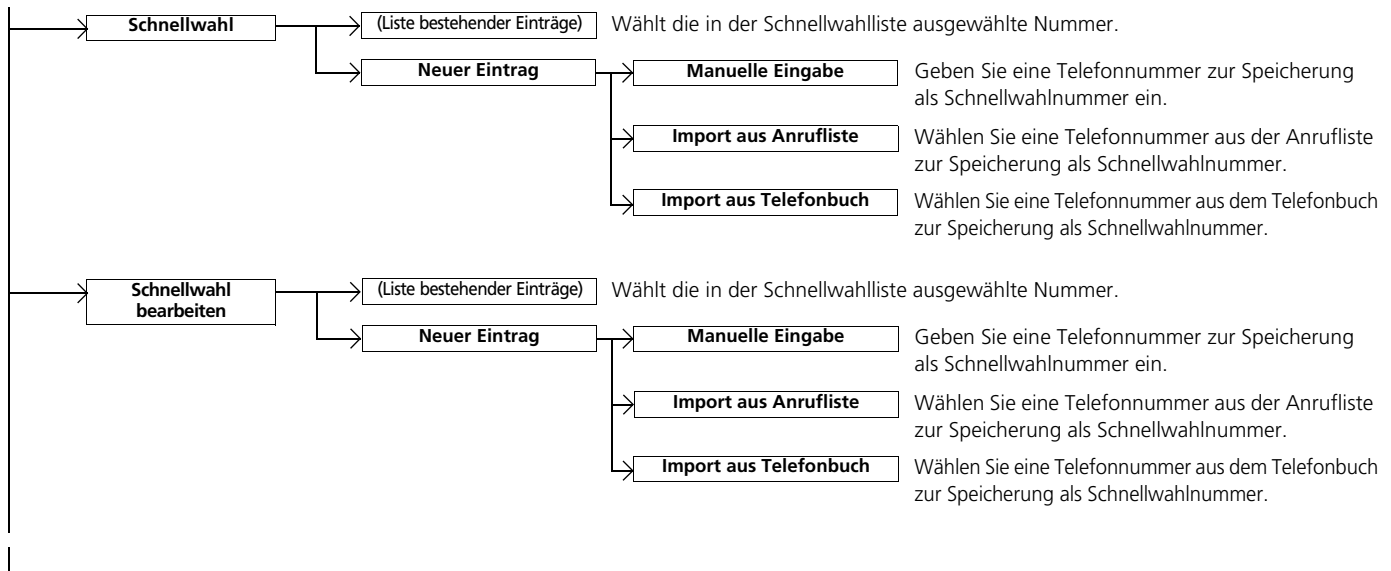 Schnellwahl
(Liste bestehender Einträge)
Wählt die in der Schnellwahlliste ausgewählte Nummer.
Neuer Eintrag
Manuelle Eingabe
Geben Sie eine Telefonnummer zur Speicherung
als Schnellwahlnummer ein.
Import aus Anrufliste
Wählen Sie eine Telefonnummer aus der Anrufliste
zur Speicherung als Schnellwahlnummer.
Import aus Telefonbuch
Wählen Sie eine Telefonnummer aus dem Telefonbuch
zur Speicherung als Schnellwahlnummer.
Schnellwahl
bearbeiten
(Liste bestehender Einträge)
Wählt die in der Schnellwahlliste ausgewählte Nummer.
Neuer Eintrag
Manuelle Eingabe
Geben Sie eine Telefonnummer zur Speicherung
als Schnellwahlnummer ein.
Import aus Anrufliste
Wählen Sie eine Telefonnummer aus der Anrufliste
zur Speicherung als Schnellwahlnummer.
Import aus Telefonbuch
Wählen Sie eine Telefonnummer aus dem Telefonbuch
zur Speicherung als Schnellwahlnummer.